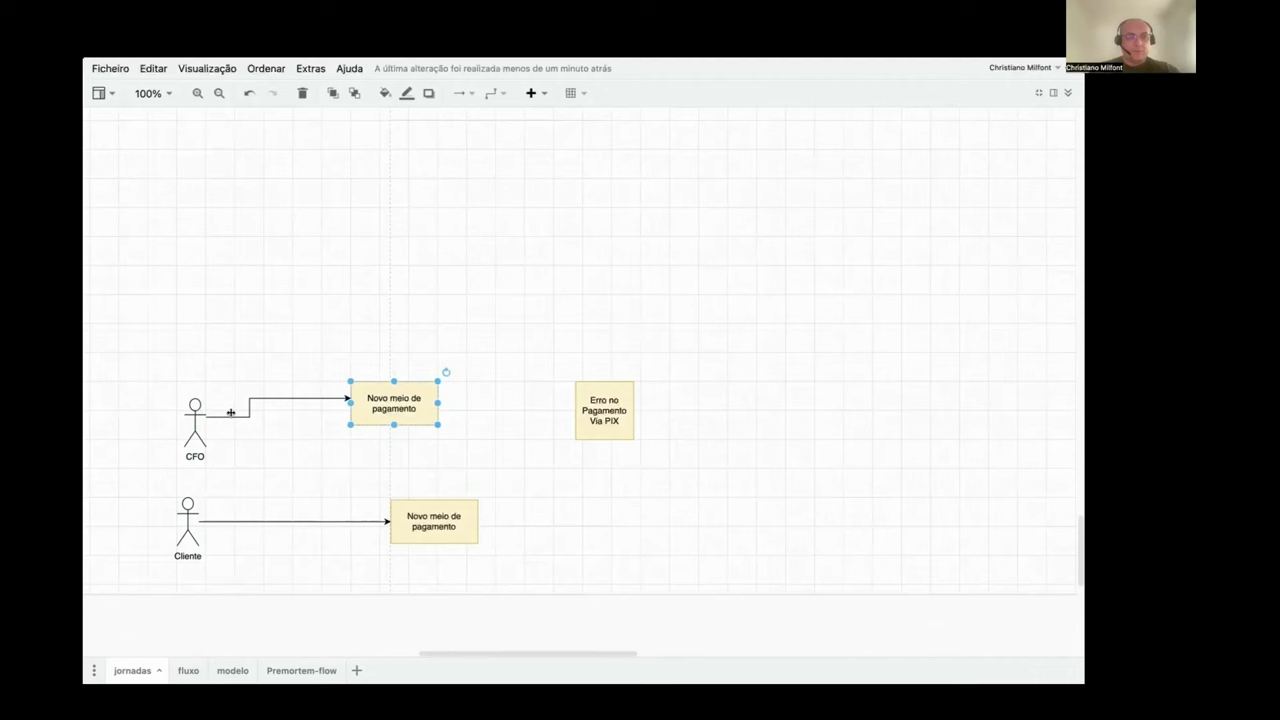 Ficheiro Editar Visualização Ordenar Extras Ajuda A última alteração foi realizada menos de um minuto atrás
Christiano Milfont
Christiano Milfont
100%
Novo meio de
pagamento
Erro no
Pagamento
Via PIX
CFO
Novo meio de
pagamento
Cliente
jornadas fluxo modelo Premortem-flow